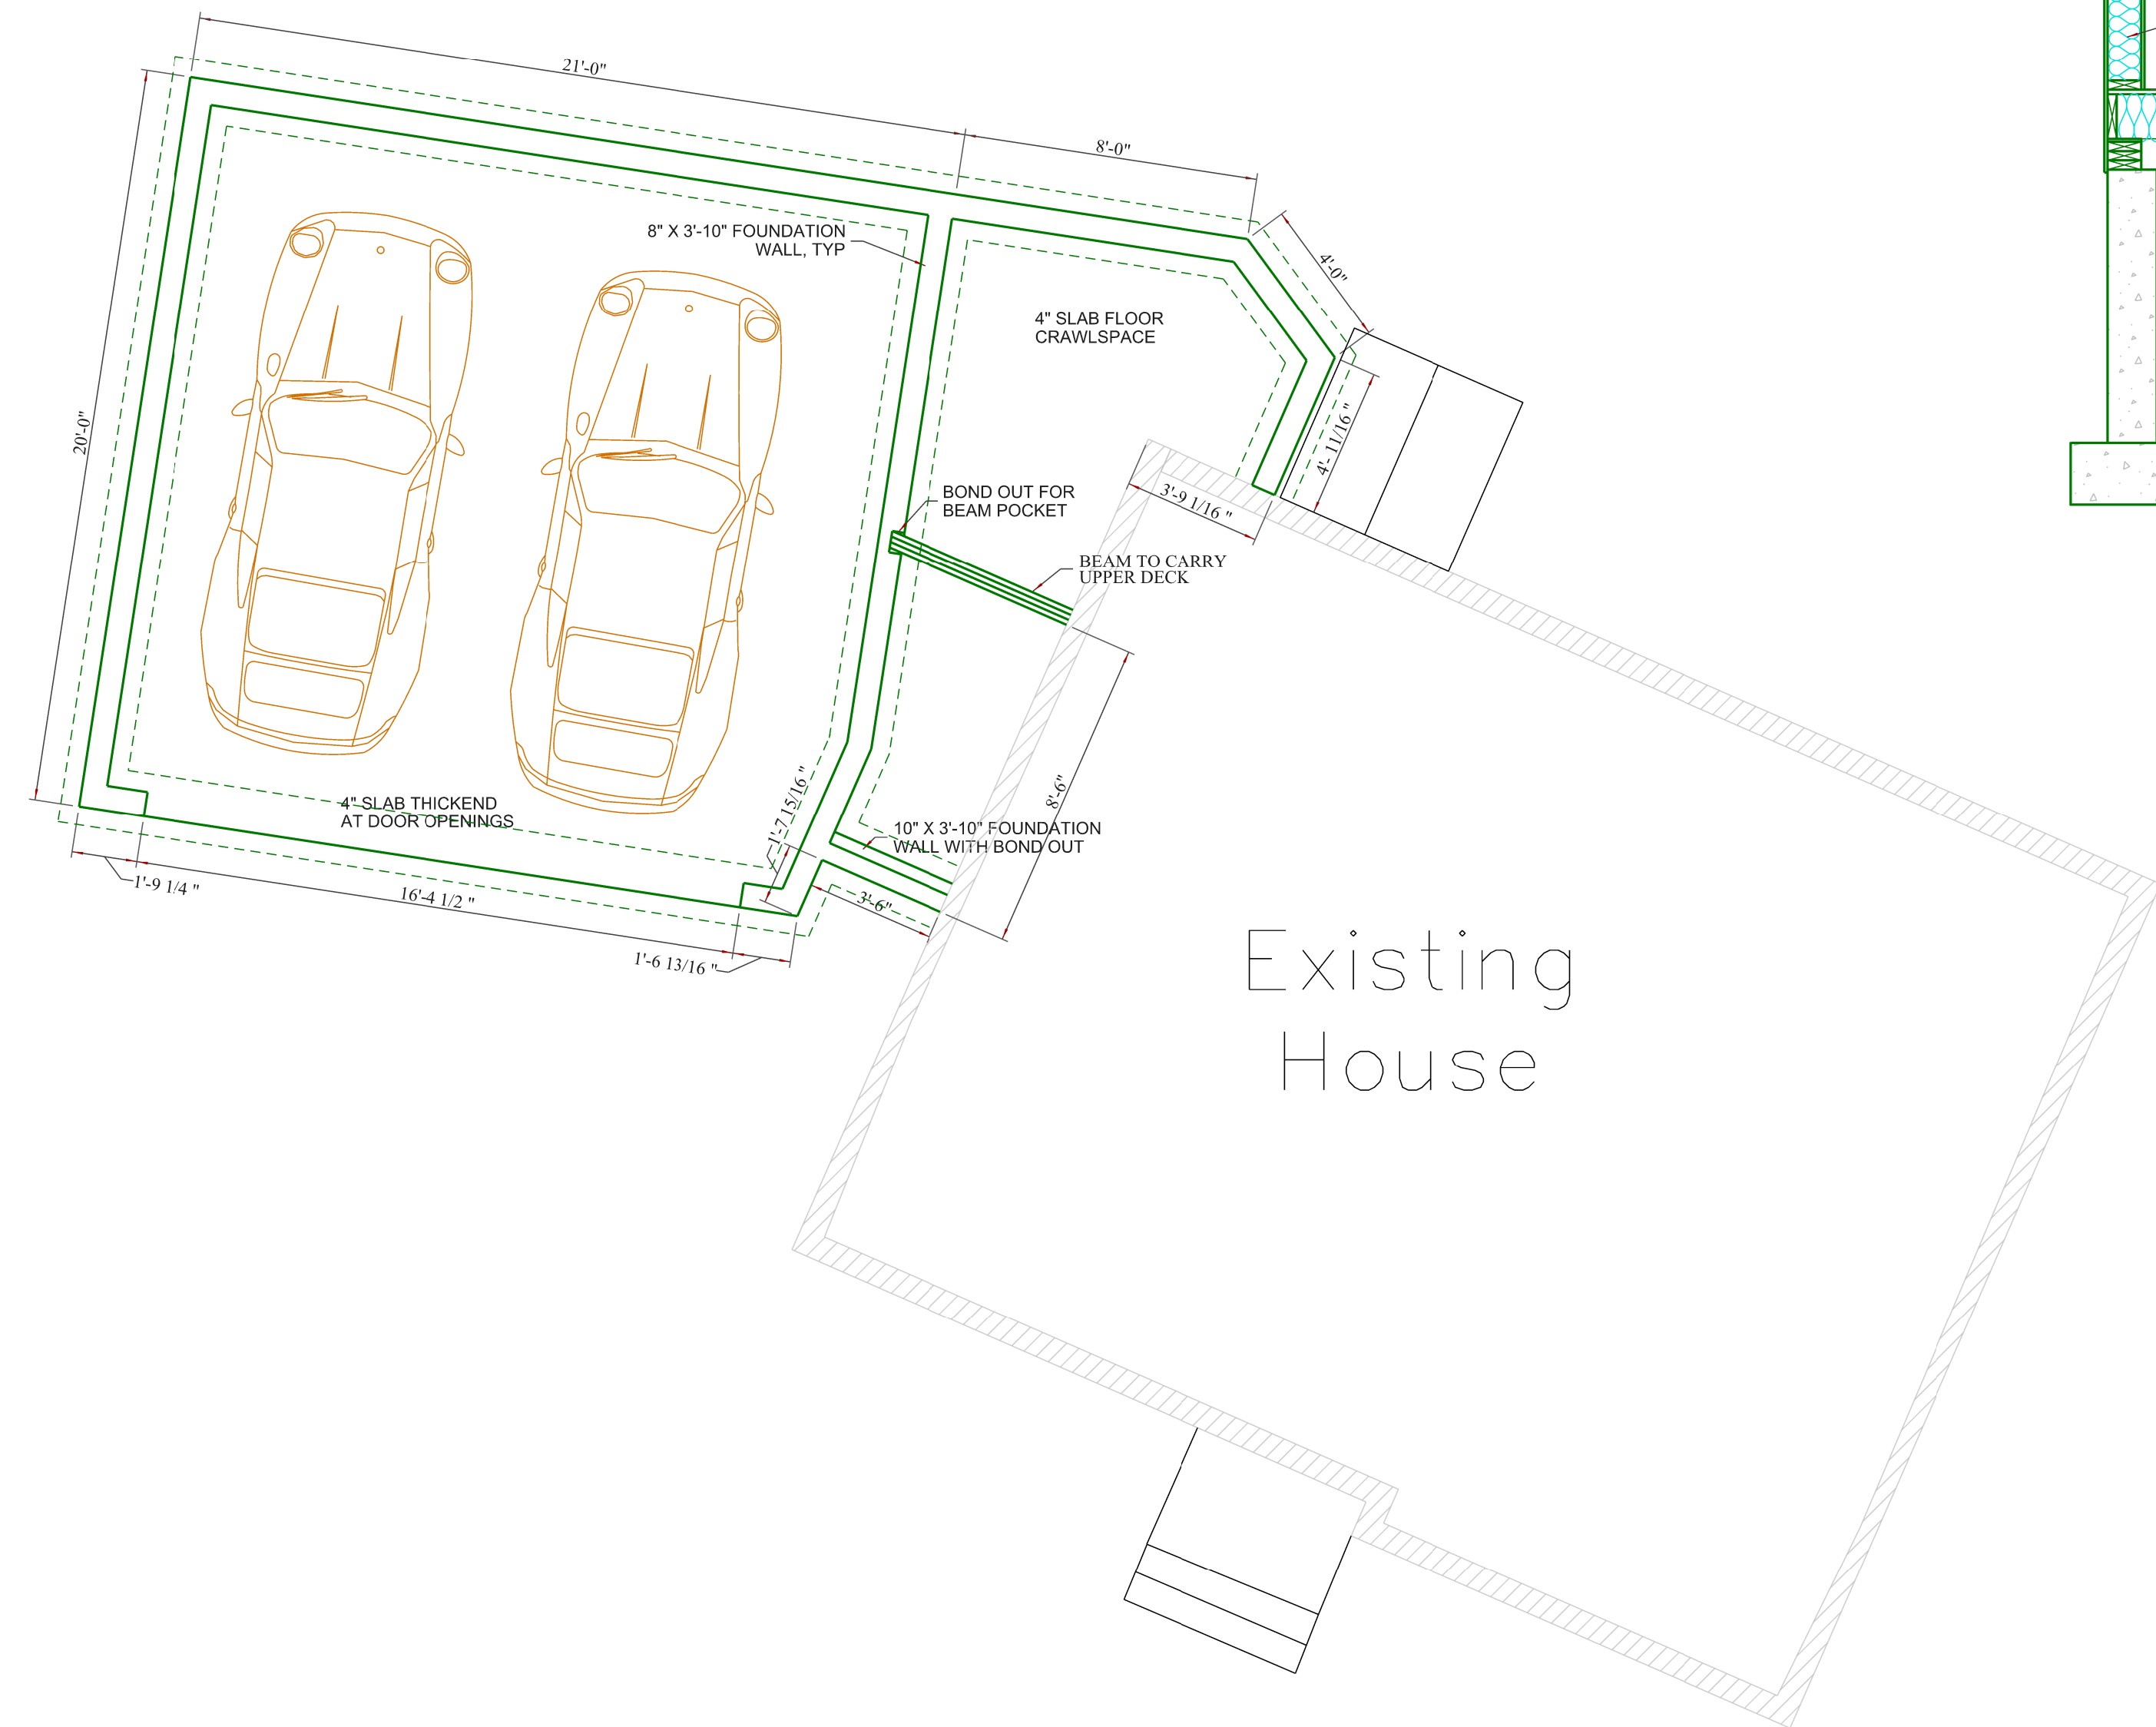 21'-0"
8'-0"
8" X 3'-10" FOUNDATION
WALL, TYP
4'-0"
4" SLAB FLOOR
CRAWLSPACE
20'-0"
4'- 11/16 "
BOND OUT FOR
BEAM POCKET
3'-9 1/16 "
BEAM TO CARRY
UPPER DECK
8'-6"
1'-7 15/16 "
4" SLAB THICKEND
AT DOOR OPENINGS
10" X 3'-10" FOUNDATION
WALL WITH BOND OUT
1'-9 1/4 "
16'-4 1/2 "
3'-6"
1'-6 13/16 "
Existing
House